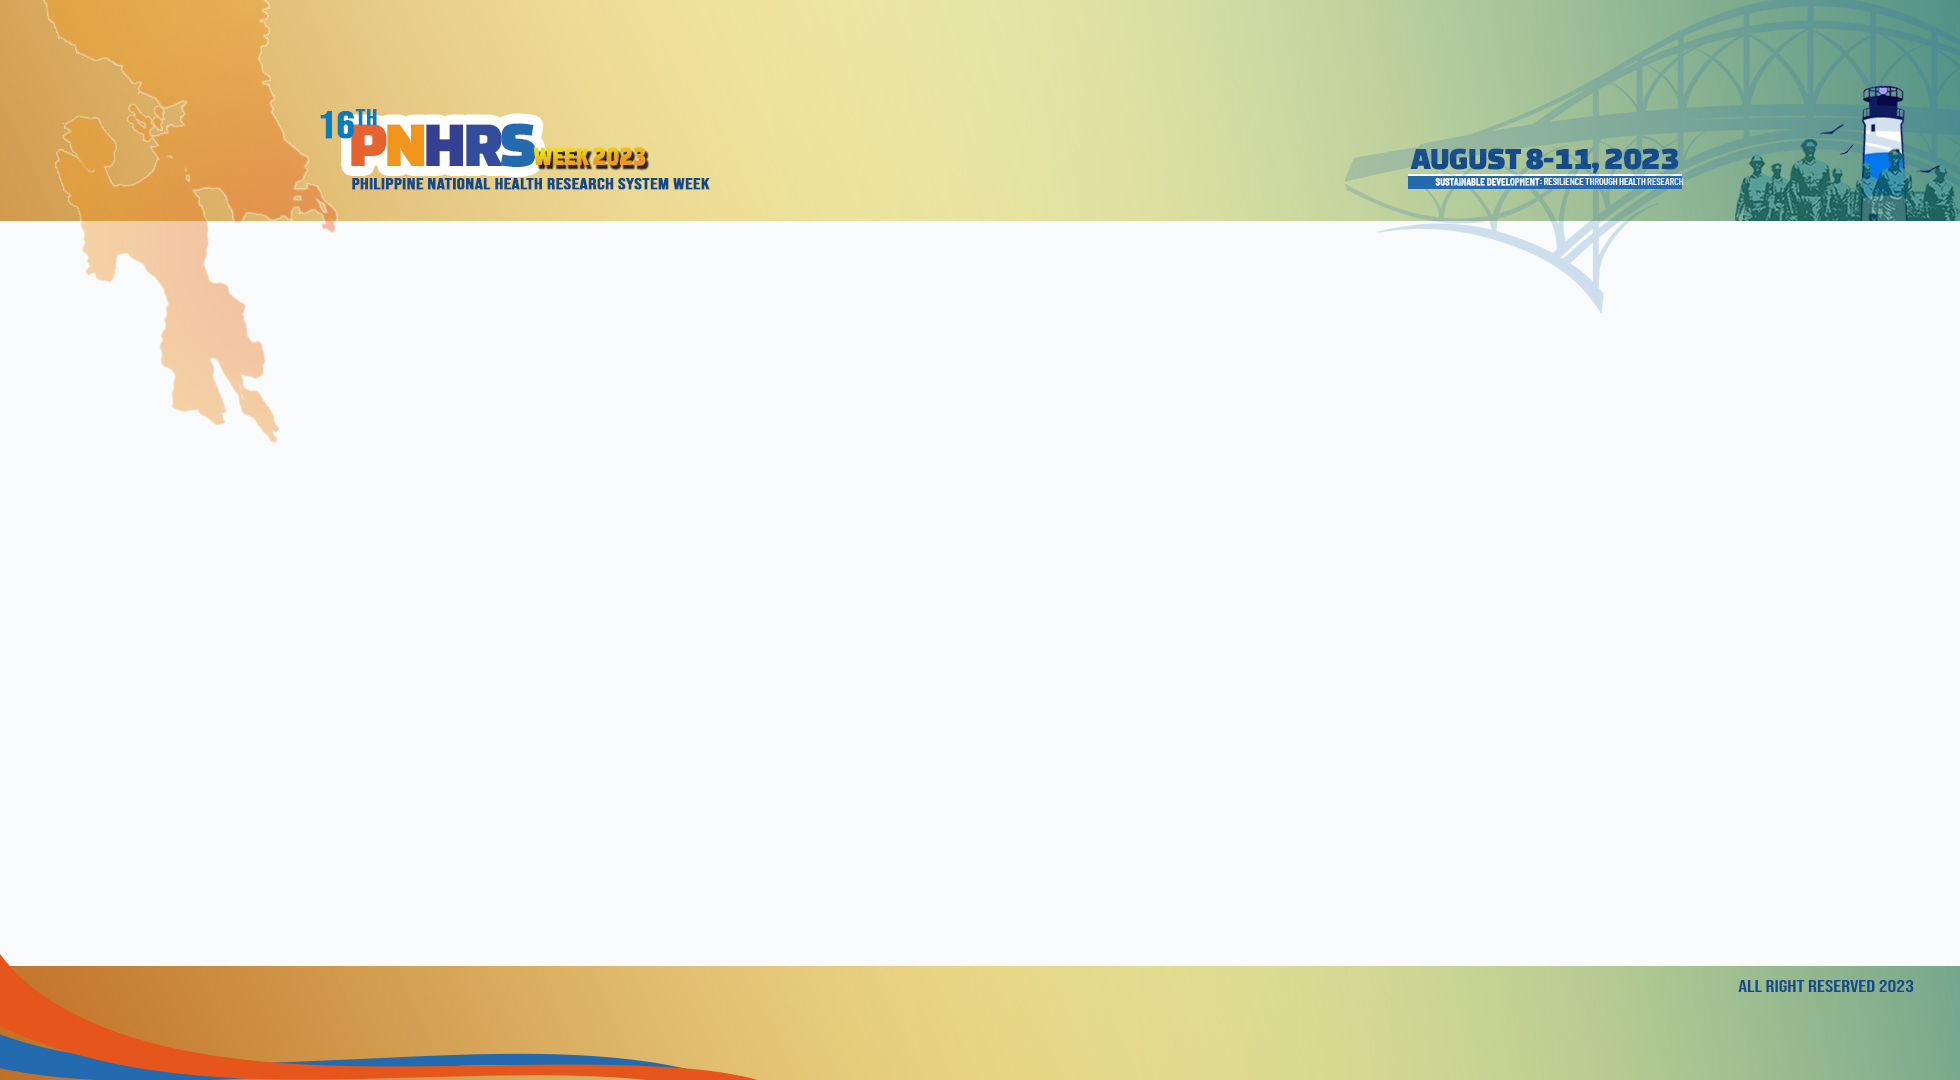 16TH
PNHRS WEEK 2023
PHILIPPINE NATIONAL HEALTH RESEARCH SYSTEM WEEK
AUGUST 8-11, 2023
SUSTAINABLE DEVELOPMENT: RESILIENCE THROUGH HEALTH RESEARCH
ALL RIGHT RESERVED 2023